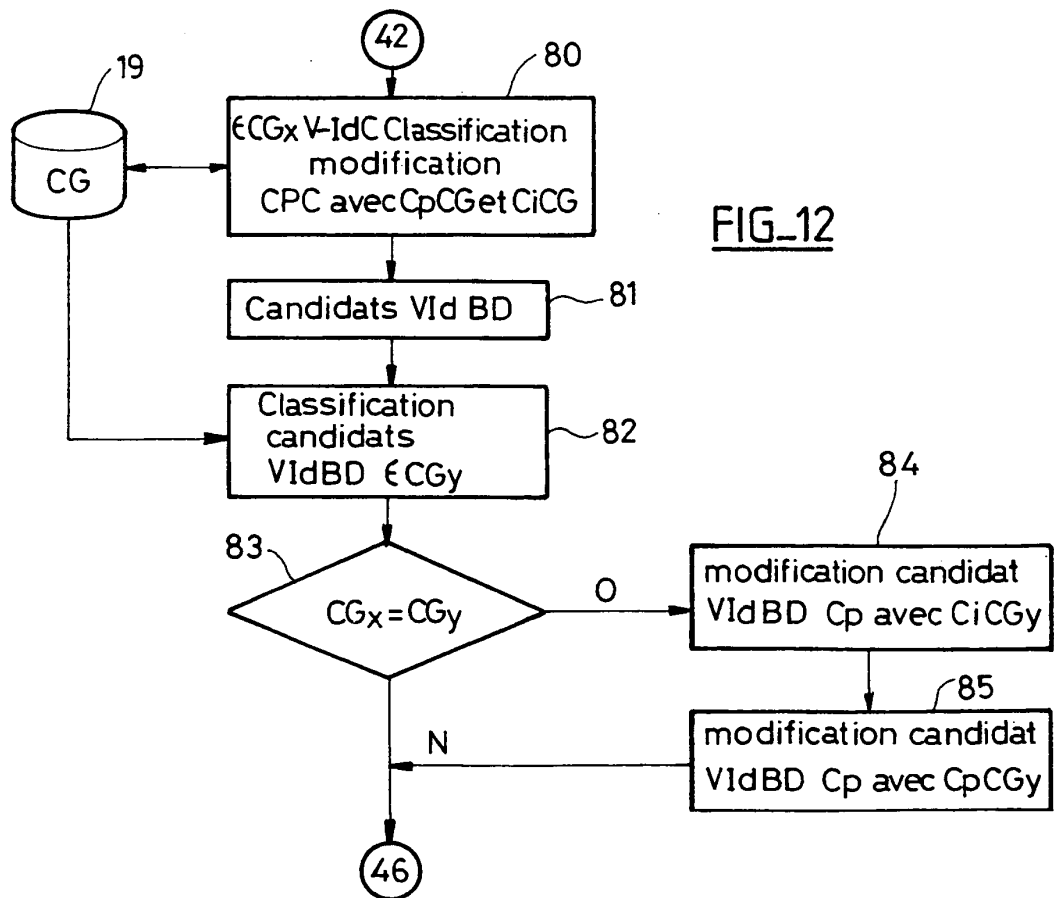 42
80
19
ϵCGx V-IdC Classification
modification
CPC avec CpCG et CiCG
CG
FIG_12
81
Candidats VId BD
Classification
candidats
VIdBD ϵCGy
82
83
CGx = CGy
O
84
modification candidat
VIdBD Cp avec CiCGy
85
modification candidat
VIdBD Cp avec CpCGy
N
46